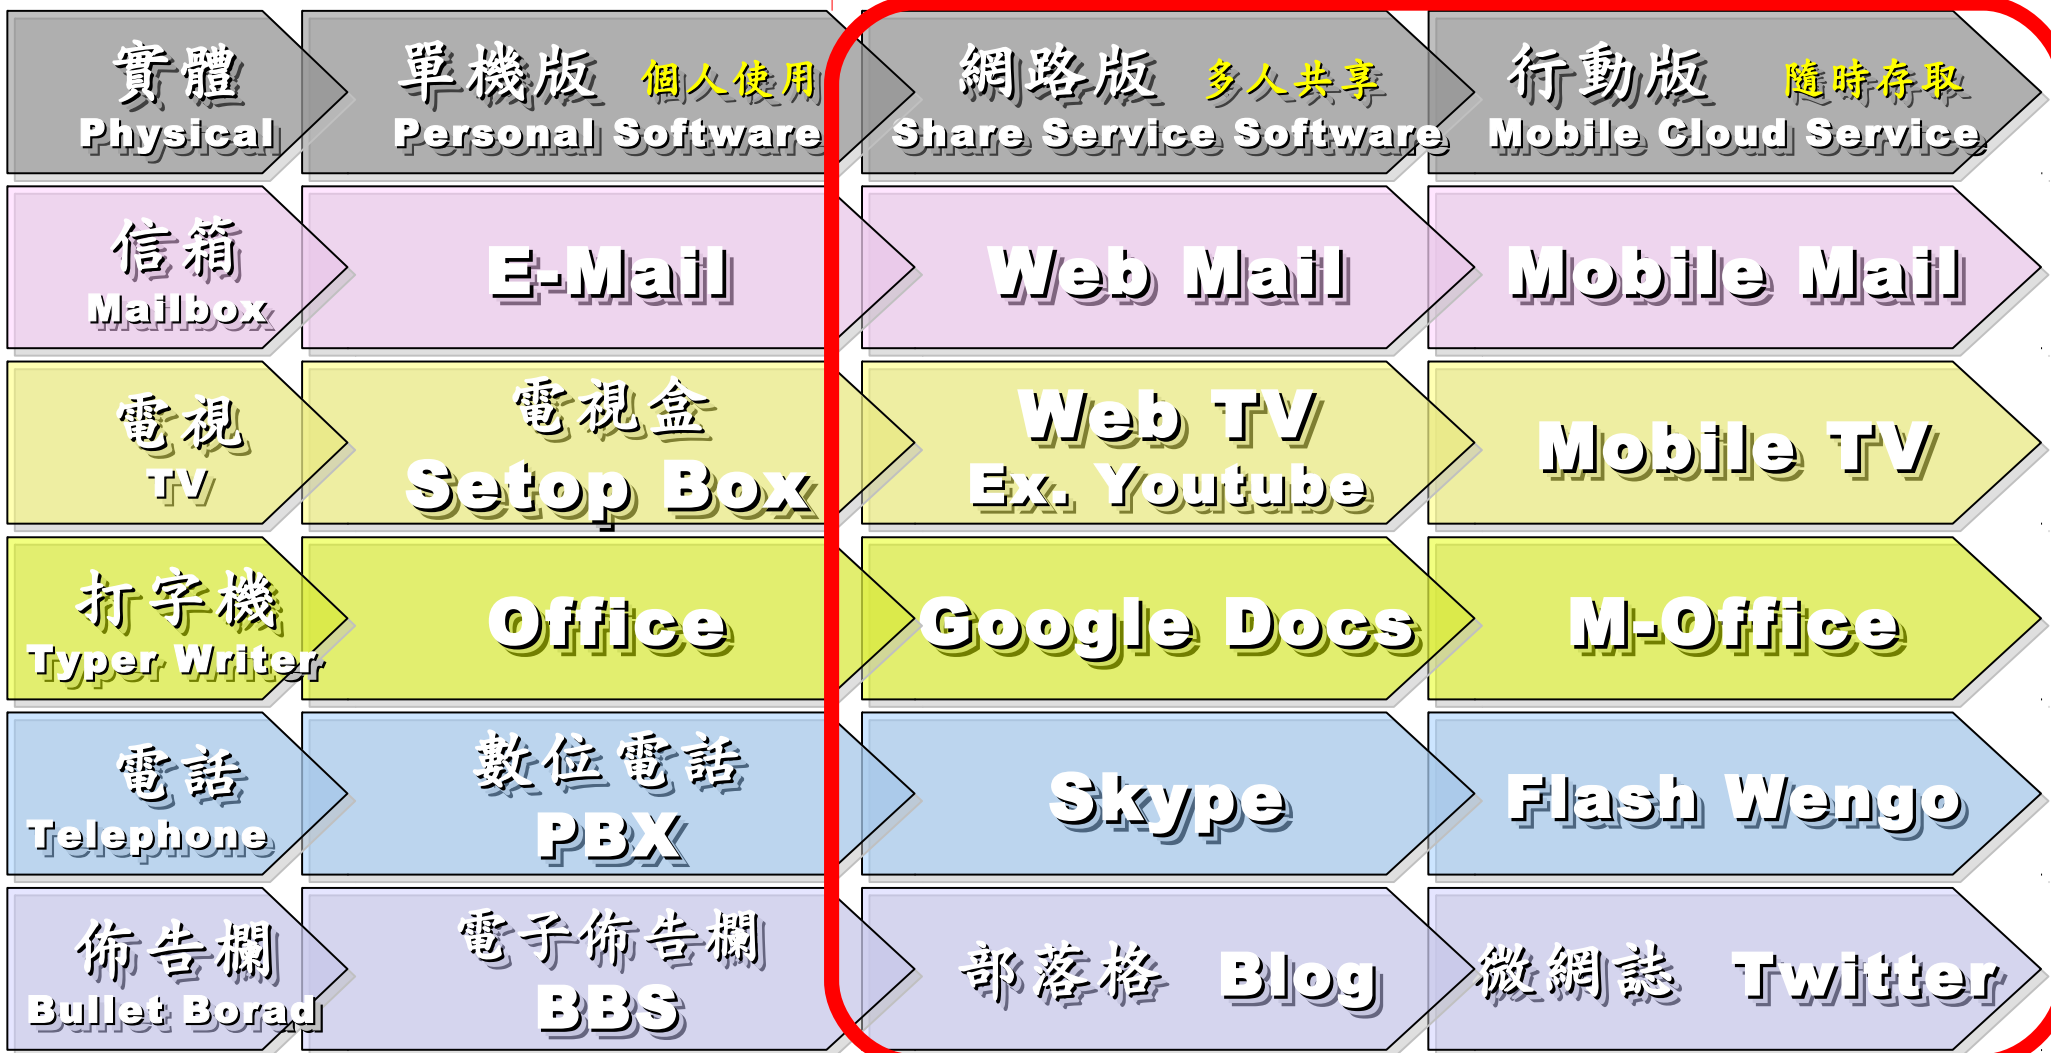 實體
Physical
單機版 個人使用
Personal Software
網路版 多人共享
Share Service Software
行動版 隨時存取
Mobile Cloud Service
信箱
Mailbox
E-Mail
Web Mail
Mobile Mail
電視
TV
電視盒
Setop Box
Web TV
Ex. Youtube
Mobile TV
打字機
Typer Writer
Office
Google Docs
M-Office
電話
Telephone
數位電話
PBX
Skype
Flash Wengo
佈告欄
Bullet Borad
電子佈告欄
BBS
部落格 Blog
微網誌 Twitter